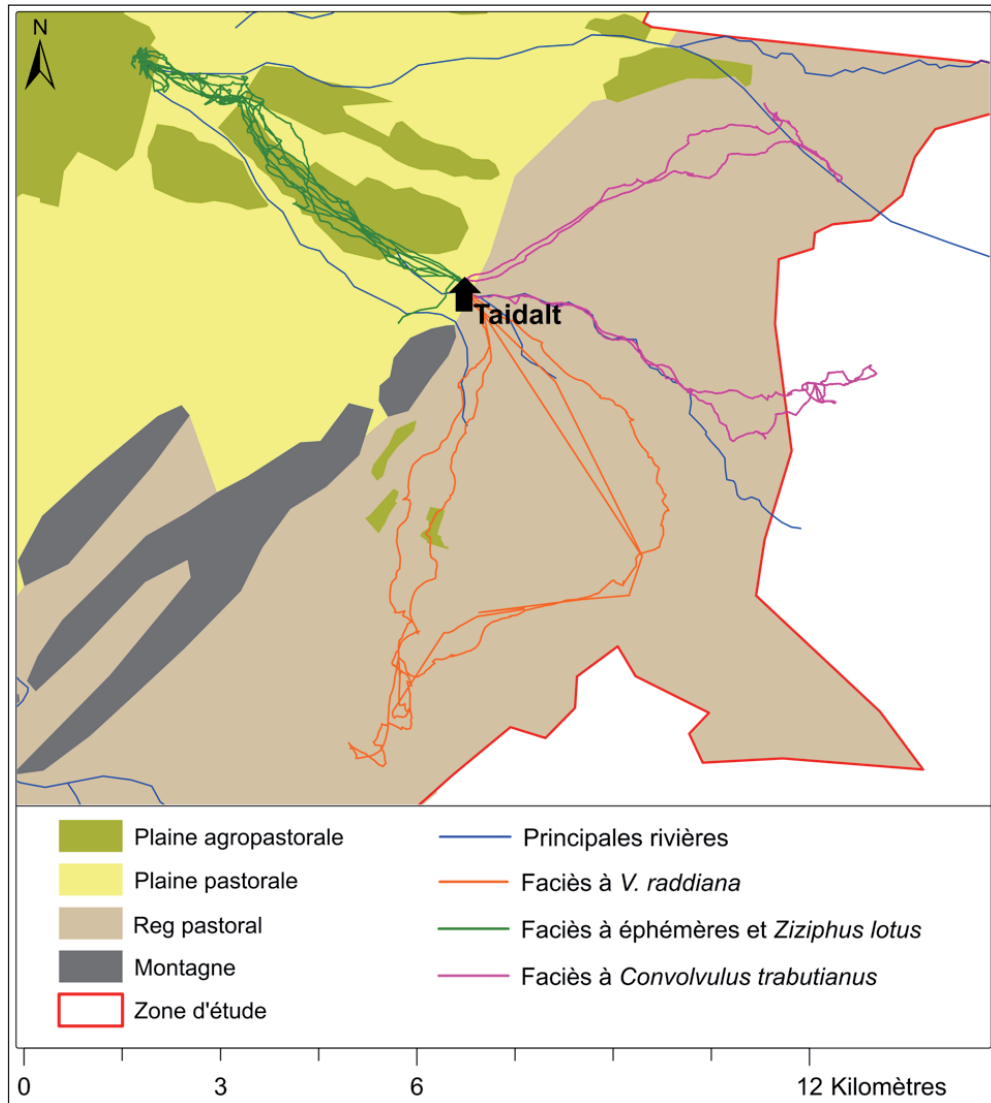 N
Taidalt
Plaine agropastorale
Plaine pastorale
Reg pastoral
Montagne
Zone d'étude
Principales rivières
Faciès à V. raddiana
Faciès à éphémères et Ziziphus lotus
Faciès à Convolvulus trabutianus
0 3 6 12 Kilomètres